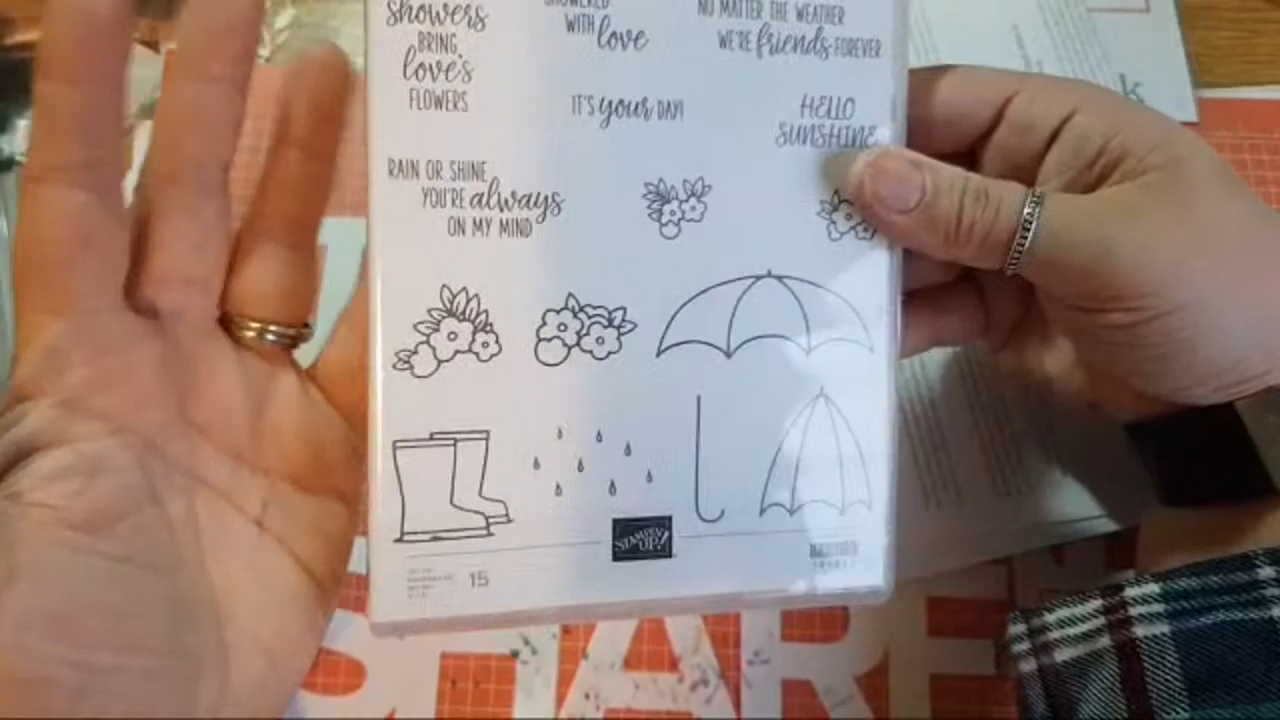 showers
BRING
love's
FLOWERS
SHOWERED
WITH love
NO MATTER THE WEATHER
WE'RE friends FOREVER
IT'S your DAY!
HELLO
SUNSHINE
RAIN OR SHINE
YOU'RE always
ON MY MIND
STAMPIN'
UP!
15
k